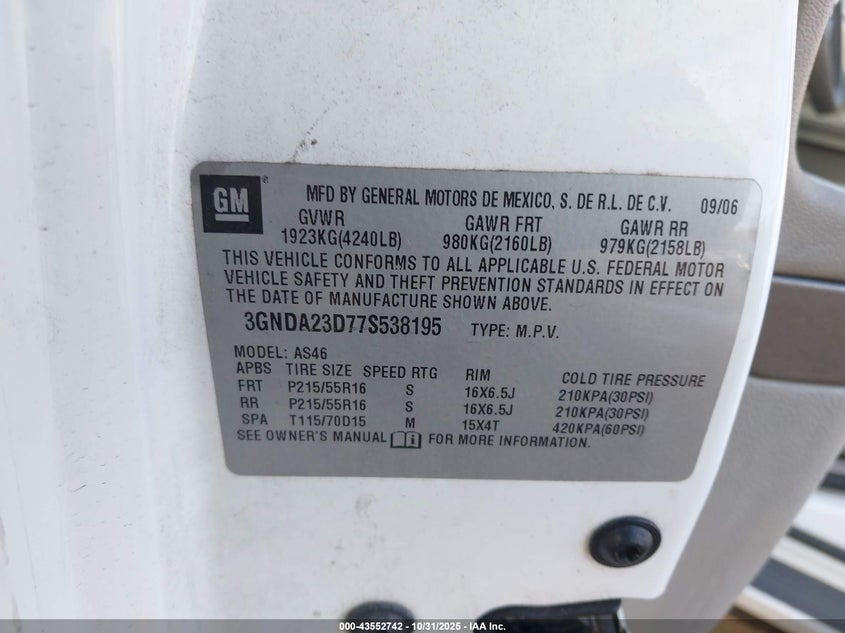 GM ® MFD BY GENERAL MOTORS DE MEXICO, S. DE R.L. DE C.V. 09/06
GVWR GAWR FRT GAWR RR
1923KG(4240LB) 980KG(2160LB) 979KG(2158LB)
THIS VEHICLE CONFORMS TO ALL APPLICABLE U.S. FEDERAL MOTOR
VEHICLE SAFETY AND THEFT PREVENTION STANDARDS IN EFFECT ON
THE DATE OF MANUFACTURE SHOWN ABOVE.
3GNDA23D77S538195 TYPE: M.P.V.
MODEL: AS46
APBS TIRE SIZE SPEED RTG RIM COLD TIRE PRESSURE
FRT P215/55R16 S 16X6.5J 210KPA(30PSI)
RR P215/55R16 S 16X6.5J 210KPA(30PSI)
SPA T115/70D15 M 15X4T 420KPA(60PSI)
SEE OWNER'S MANUAL FOR MORE INFORMATION.
000-43552742 - 10/31/2025 - IAA Inc.